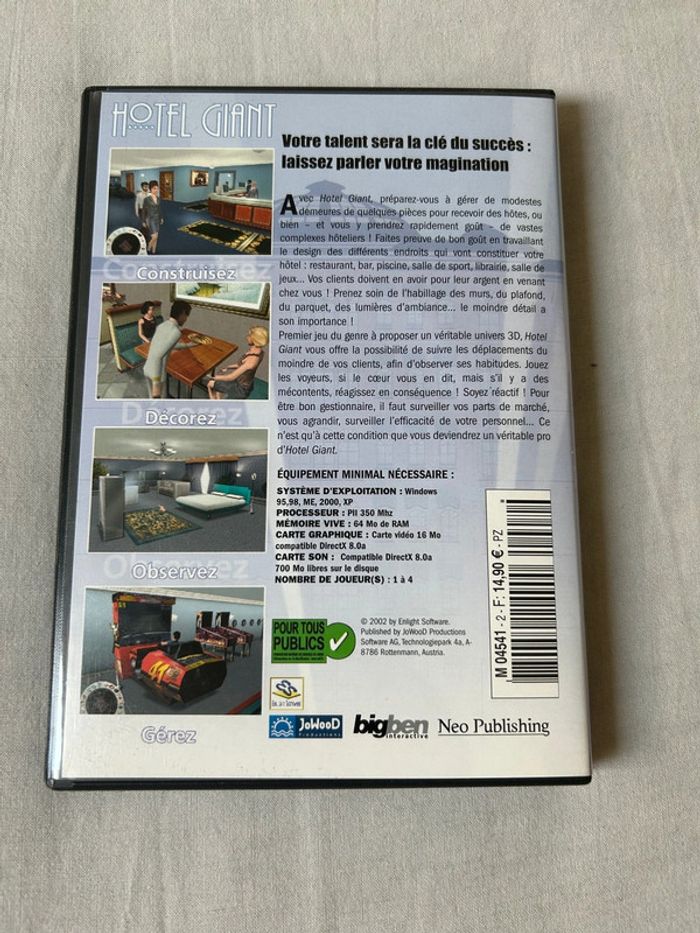 HOTEL GIANT
Votre talent sera la clé du succès :
laissez parler votre magination
Avec Hotel Giant, préparez-vous à gérer de modestes
demeures de quelques pièces pour recevoir des hôtes, ou
bien – et vous y prendrez rapidement goût – de vastes
complexes hôteliers ! Faites preuve de bon goût en travaillant
le design des différents endroits qui vont constituer votre
hôtel : restaurant, bar, piscine, salle de sport, librairie, salle de
jeux... Vos clients doivent en avoir pour leur argent en venant
chez vous ! Prenez soin de l'habillage des murs, du plafond,
du parquet, des lumières d'ambiance... le moindre détail a
son importance !
Premier jeu du genre à proposer un véritable univers 3D, Hotel
Giant vous offre la possibilité de suivre les déplacements du
moindre de vos clients, afin d'observer ses habitudes. Jouez
les voyeurs, si le cœur vous en dit, mais s'il y a des
mécontents, réagissez en conséquence ! Soyez réactif ! Pour
être bon gestionnaire, il faut surveiller vos parts de marché,
vous agrandir, surveiller l'efficacité de votre personnel... Ce
n'est qu'à cette condition que vous deviendrez un véritable pro
d'Hotel Giant.
Construisez
Construisez
Décorez
Décorez
Observez
Observez
41
Gérez
ÉQUIPEMENT MINIMAL NÉCESSAIRE :
SYSTÈME D'EXPLOITATION : Windows
95,98, ME, 2000, XP
PROCESSEUR : PII 350 Mhz
MÉMOIRE VIVE : 64 Mo de RAM
CARTE GRAPHIQUE : Carte vidéo 16 Mo
compatible DirectX 8.0a
CARTE SON : Compatible DirectX 8.0a
700 Mo libres sur le disque
NOMBRE DE JOUEUR(S) : 1 à 4
M 04541 - 2 - F: 14,90 € - PZ
POUR TOUS
PUBLICS
© 2002 by Enlight Software.
Published by JoWooD Productions
Software AG, Technologiepark 4a, A-
8786 Rottenmann, Austria.
JoWooD
Productions
bigben
interactive
Neo Publishing